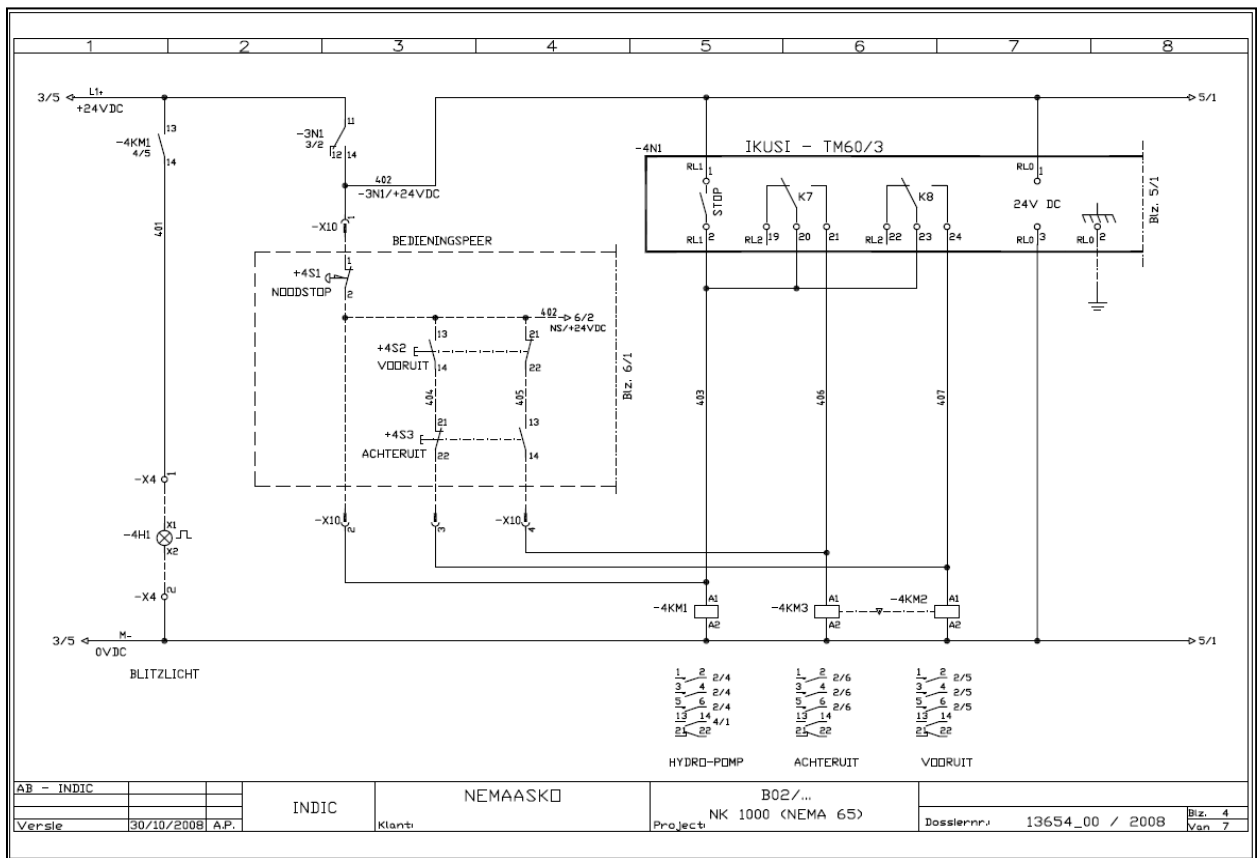 1 2 3 4 5 6 7 8
3/5 L1+ 5/1
+24VDC
13
-4KM1
4/5
14
11
-3N1
3/2
12 14
402
-3N1/+24VDC
-4N1 IKUSI - TM60/3
RL1 1
STOP
RL1 2
K7
RL2 19 20 21
K8
RL2 22 23 24
RL0 1
24V DC
RL0 3
RL0 2
Blz. 5/1
401
-X10 1
BEDIENINGSPEER
1
+4S1
NOODSTOP
2
402 6/2
NS/+24VDC
13 21
+4S2
VOORUIT
14 22
404 405
21 13
+4S3
ACHTERUIT
22 14
Blz. 6/1
403 406 407
-X4 1
X1
-4H1
X2
-X4 2
-X10 2 3 -X10 4
-4KM1 A1 A2
-4KM3 A1 A2
-4KM2 A1 A2
3/5 M- 5/1
0VDC
BLITZLICHT
1 2 2/4 1 2 2/6 1 2 2/5
3 4 2/4 3 4 2/6 3 4 2/5
5 6 2/4 5 6 2/6 5 6 2/5
13 14 4/1 13 14 13 14
21 22 21 22 21 22
HYDRO-POMP ACHTERUIT VOORUIT
AB - INDIC
Versie 30/10/2008 A.P.
INDIC
NEMAASKO
Klant:
B02/...
Project: NK 1000 (NEMA 65)
Dossiernr.: 13654_00 / 2008
Blz. 4
Van 7